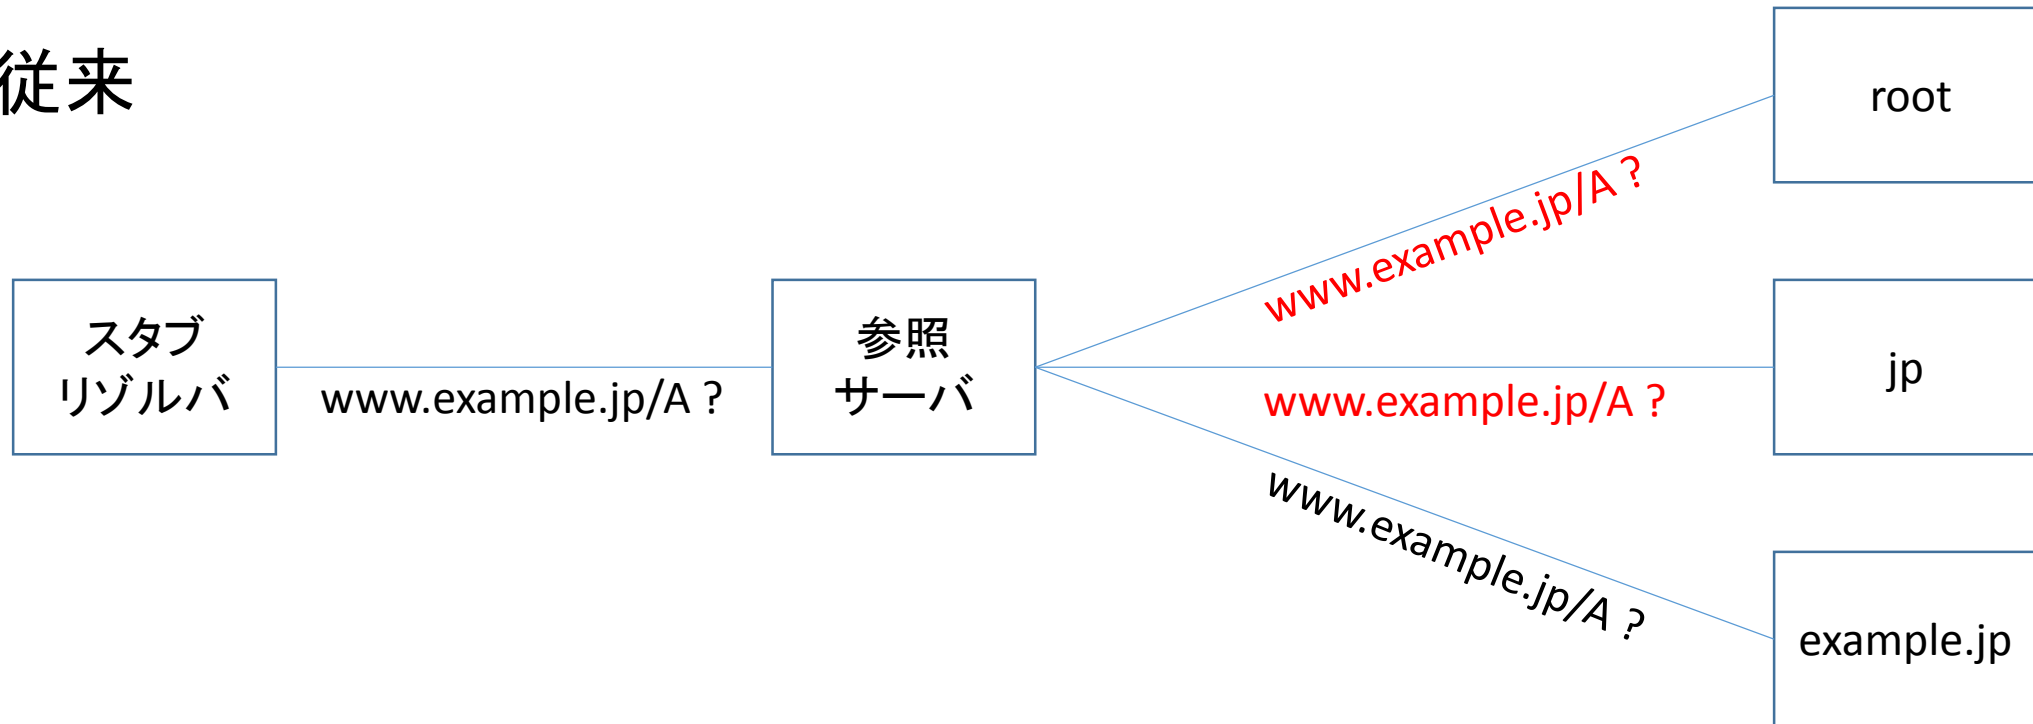 従来
root
www.example.jp/A ?
スタブ
リゾルバ
www.example.jp/A ?
参照
サーバ
www.example.jp/A ?
jp
www.example.jp/A ?
example.jp